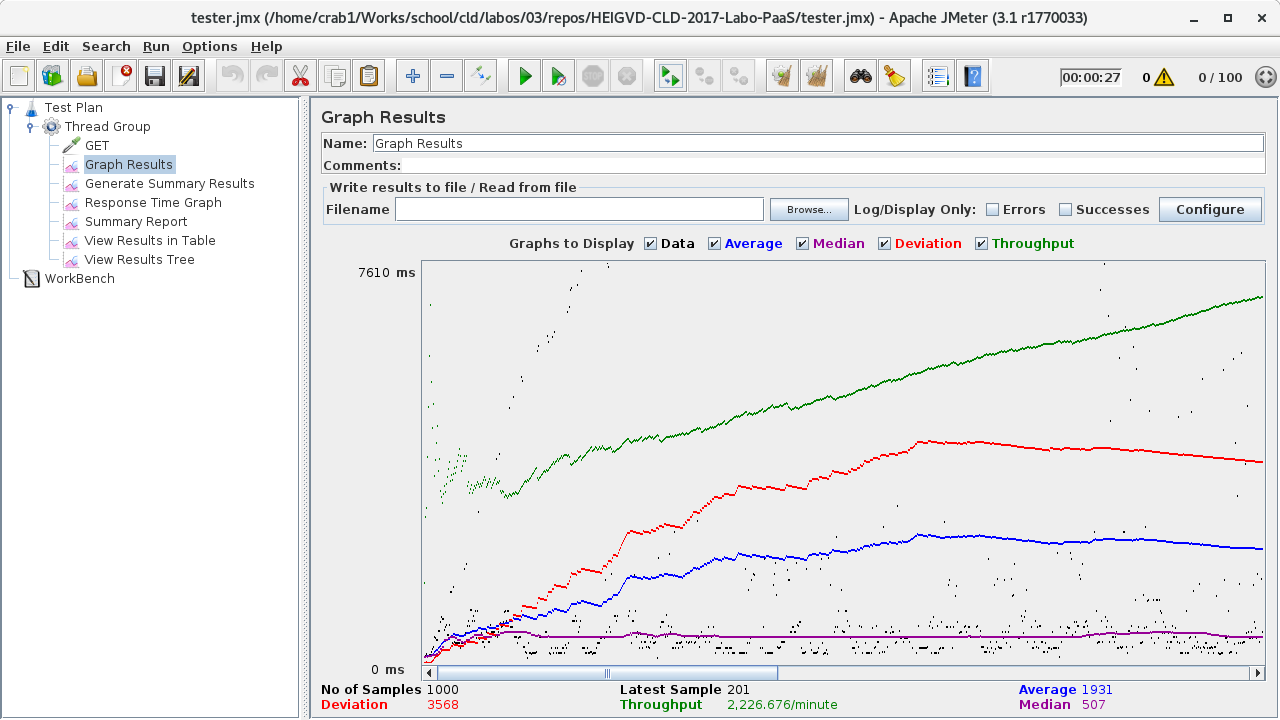 tester.jmx (/home/crab1/Works/school/cld/labos/03/repos/HEIGVD-CLD-2017-Labo-PaaS/tester.jmx) - Apache JMeter (3.1 r1770033)
File Edit Search Run Options Help
00:00:27 0 0 / 100
Test Plan
Thread Group
GET
Graph Results
Generate Summary Results
Response Time Graph
Summary Report
View Results in Table
View Results Tree
WorkBench
Graph Results
Name: Graph Results
Comments:
Write results to file / Read from file
Filename Browse... Log/Display Only: Errors Successes Configure
Graphs to Display Data Average Median Deviation Throughput
7610 ms
0 ms
No of Samples 1000 Latest Sample 201 Average 1931
Deviation 3568 Throughput 2,226.676/minute Median 507